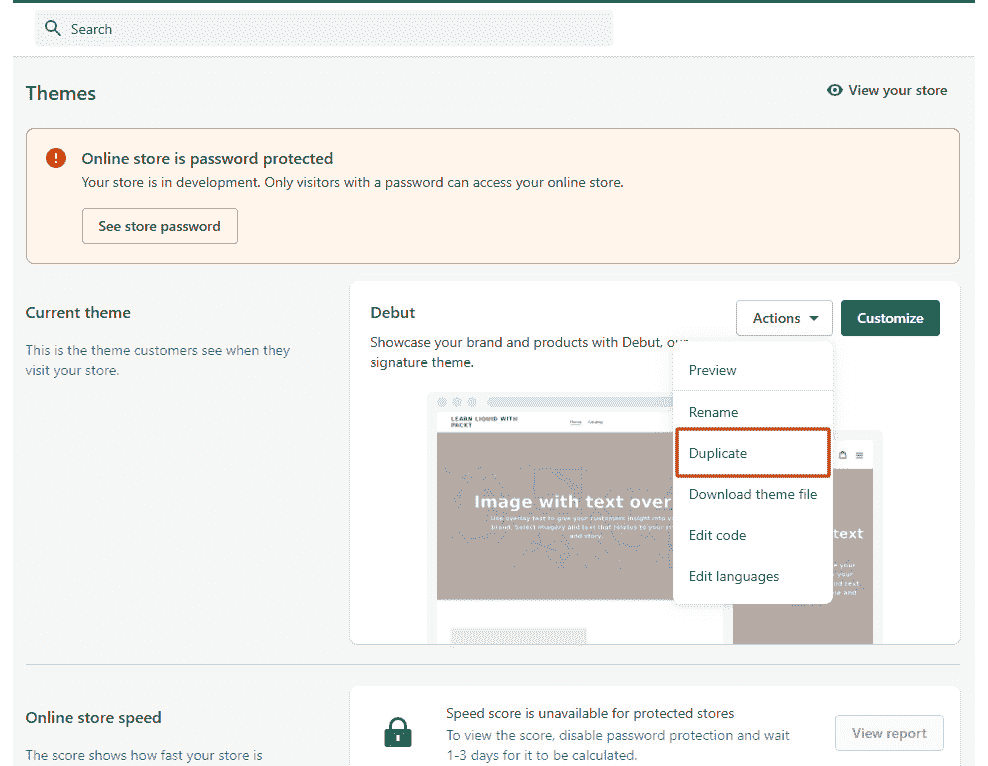 Search
Themes
View your store
Online store is password protected
Your store is in development. Only visitors with a password can access your online store.
See store password
Current theme
This is the theme customers see when they
visit your store.
Debut
Actions
Customize
Showcase your brand and products with Debut, our
signature theme.
Preview
Rename
Duplicate
Download theme file
Edit code
Edit languages
LEARN LIQUID WITH
PACKT
Home Catalog
Image with text over
Use overlay text to give your customers insight into
brand. Select imagery and text that relates to your
and story.
text
Online store speed
The score shows how fast your store is
Speed score is unavailable for protected stores
To view the score, disable password protection and wait
1-3 days for it to be calculated.
View report